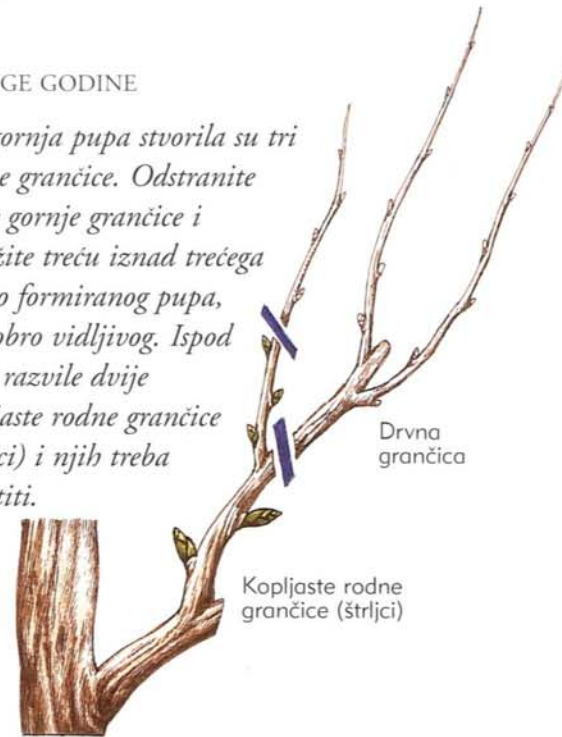 GE GODINE
ornja pupa stvorila su tri
e grančice. Odstranite
gornje grančice i
žite treću iznad trećega
o formiranog pupa,
obro vidljivog. Ispod
razvile dvije
jaste rodne grančice
ci) i njih treba
titi.
Drvna
grančica
Kopljaste rodne
grančice (štrljci)